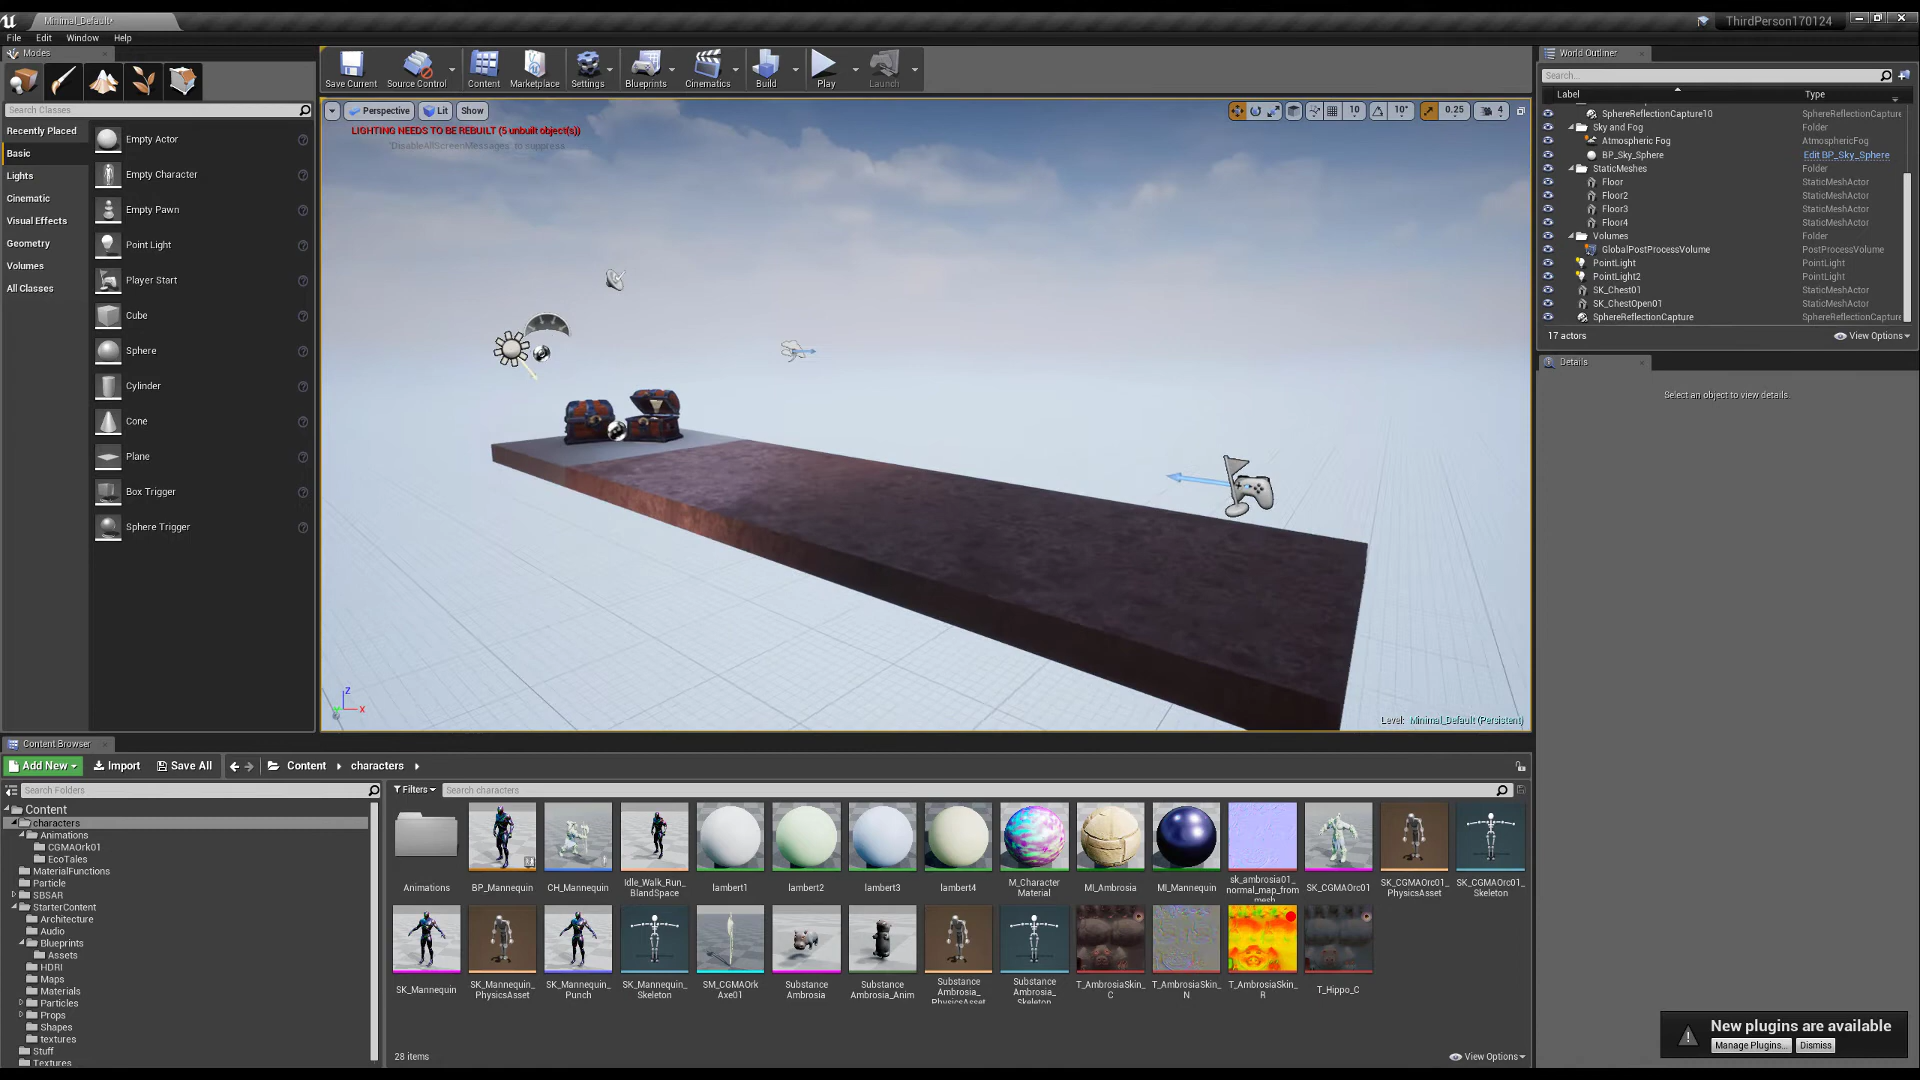 Minimal_Default*
ThirdPerson170124
File Edit Window Help
Modes
Search Classes
Recently Placed
Basic
Lights
Cinematic
Visual Effects
Geometry
Volumes
All Classes
Empty Actor
Empty Character
Empty Pawn
Point Light
Player Start
Cube
Sphere
Cylinder
Cone
Plane
Box Trigger
Sphere Trigger
Save Current Source Control Content Marketplace Settings Blueprints Cinematics Build Play Launch
Perspective Lit Show
10 10° 0.25 4
LIGHTING NEEDS TO BE REBUILT (5 unbuilt object(s))
'DisableAllScreenMessages' to suppress
Z
X
Level: Minimal_Default (Persistent)
World Outliner
Search...
Label Type
SphereReflectionCapture10 SphereReflectionCapture
Sky and Fog Folder
Atmospheric Fog AtmosphericFog
BP_Sky_Sphere Edit BP_Sky_Sphere
StaticMeshes Folder
Floor StaticMeshActor
Floor2 StaticMeshActor
Floor3 StaticMeshActor
Floor4 StaticMeshActor
Volumes Folder
GlobalPostProcessVolume PostProcessVolume
PointLight PointLight
PointLight2 PointLight
SK_Chest01 StaticMeshActor
SK_ChestOpen01 StaticMeshActor
SphereReflectionCapture SphereReflectionCapture
17 actors View Options
Details
Select an object to view details.
Content Browser
Add New Import Save All Content characters
Search Folders
Filters Search characters
Content
characters
Animations
CGMAOrk01
EcoTales
MaterialFunctions
Particle
SBSAR
StarterContent
Architecture
Audio
Blueprints
Assets
HDRI
Maps
Materials
Particles
Props
Shapes
textures
Stuff
Textures
Animations
BP_Mannequin
CH_Mannequin
Idle_Walk_Run_
BlandSpace
lambert1
lambert2
lambert3
lambert4
M_Character
Material
MI_Ambrosia
MI_Mannequin
sk_ambrosia01_
normal_map_from
mesh
SK_CGMAOrc01
SK_CGMAOrc01_
PhysicsAsset
SK_CGMAOrc01_
Skeleton
SK_Mannequin
SK_Mannequin_
PhysicsAsset
SK_Mannequin_
Punch
SK_Mannequin_
Skeleton
SM_CGMAOrk
Axe01
Substance
Ambrosia
Substance
Ambrosia_Anim
Substance
Ambrosia_
PhysicsAsset
Substance
Ambrosia_
Skeleton
T_AmbrosiaSkin_
C
T_AmbrosiaSkin_
N
T_AmbrosiaSkin_
R
T_Hippo_C
28 items View Options
New plugins are available
Manage Plugins... Dismiss